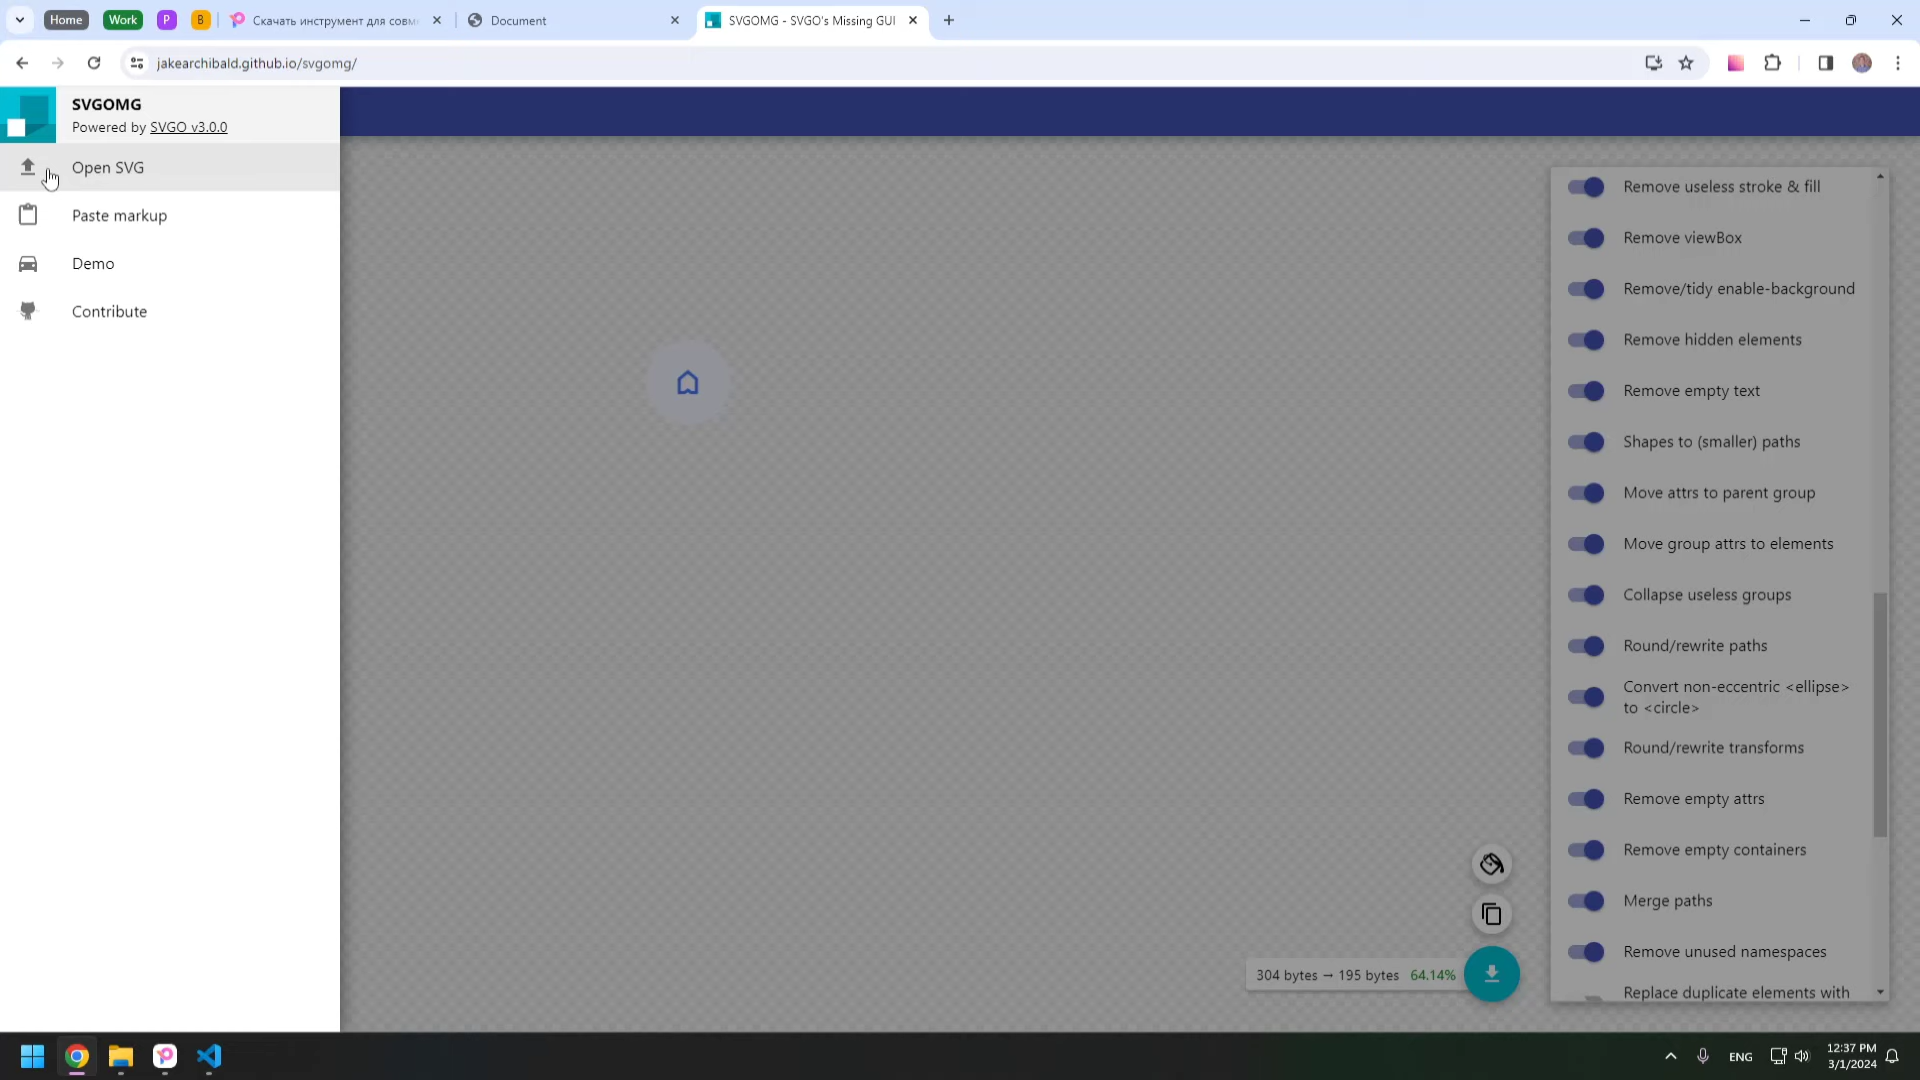 Home
Work
P
B
Скачать инструмент для совм
Document
SVGOMG - SVGO's Missing GUI
jakearchibald.github.io/svgomg/
SVGOMG
Powered by SVGO v3.0.0
Open SVG
Paste markup
Demo
Contribute
Remove useless stroke & fill
Remove viewBox
Remove/tidy enable-background
Remove hidden elements
Remove empty text
Shapes to (smaller) paths
Move attrs to parent group
Move group attrs to elements
Collapse useless groups
Round/rewrite paths
Convert non-eccentric <ellipse>
to <circle>
Round/rewrite transforms
Remove empty attrs
Remove empty containers
Merge paths
Remove unused namespaces
Replace duplicate elements with
304 bytes → 195 bytes 64.14%
ENG
12:37 PM
3/1/2024